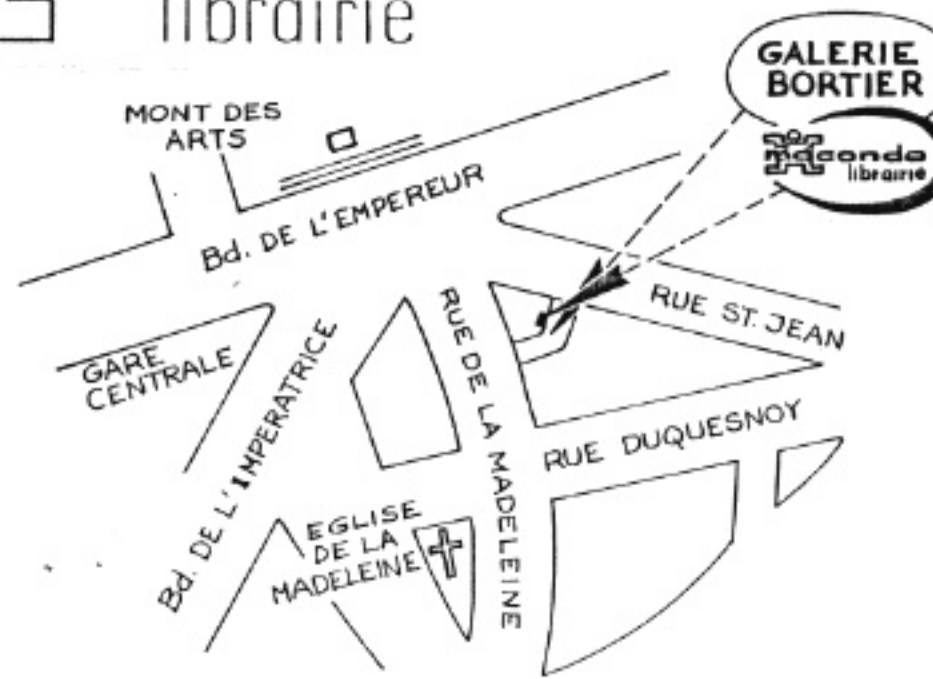 librairie
GALERIE
BORTIER
macondo
librairie
MONT DES
ARTS
Bd. DE L'EMPEREUR
RUE ST. JEAN
GARE
CENTRALE
Bd. DE L'IMPERATRICE
RUE DE LA MADELEINE
RUE DUQUESNOY
EGLISE
DE LA
MADELEINE